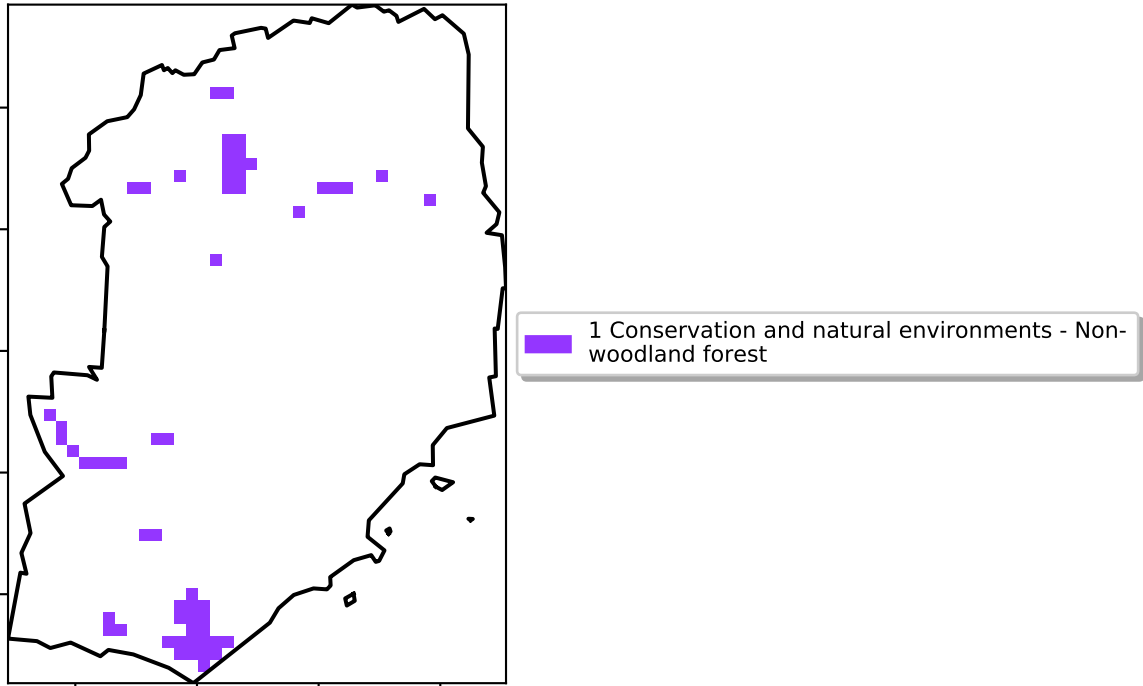 1 Conservation and natural environments - Non-
woodland forest